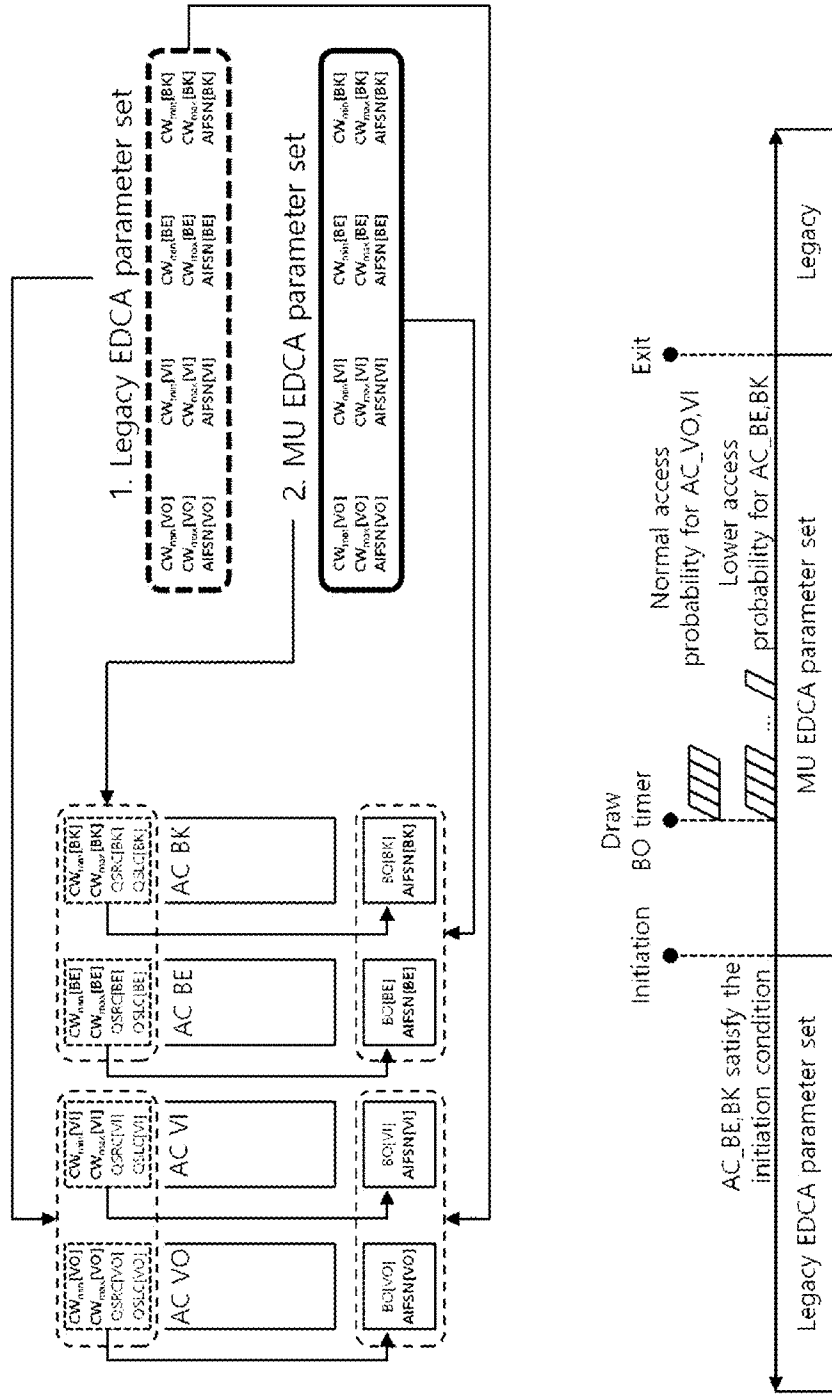 1. Legacy EDCA parameter set
CWmin[VO] CWmin[VI] CWmin[BE] CWmin[BK]
CWmax[VO] CWmax[VI] CWmax[BE] CWmax[BK]
AIFSN[VO] AIFSN[VI] AIFSN[BE] AIFSN[BK]
2. MU EDCA parameter set
CWmin[VO] CWmin[VI] CWmin[BE] CWmin[BK]
CWmax[VO] CWmax[VI] CWmax[BE] CWmax[BK]
AIFSN[VO] AIFSN[VI] AIFSN[BE] AIFSN[BK]
CWmin[VO]
CWmax[VO]
QSRC[VO]
QSLC[VO]
AC VO
BO[VO]
AIFSN[VO]
CWmin[VI]
CWmax[VI]
QSRC[VI]
QSLC[VI]
AC VI
BO[VI]
AIFSN[VI]
CWmin[BE]
CWmax[BE]
QSRC[BE]
QSLC[BE]
AC BE
BO[BE]
AIFSN[BE]
CWmin[BK]
CWmax[BK]
QSRC[BK]
QSLC[BK]
AC BK
BO[BK]
AIFSN[BK]
Initiation
AC_BE,BK satisfy the
initiation condition
Draw
BO timer
Normal access
probability for AC_VO,VI
Lower access
probability for AC_BE,BK
...
Exit
Legacy EDCA parameter set
MU EDCA parameter set
Legacy